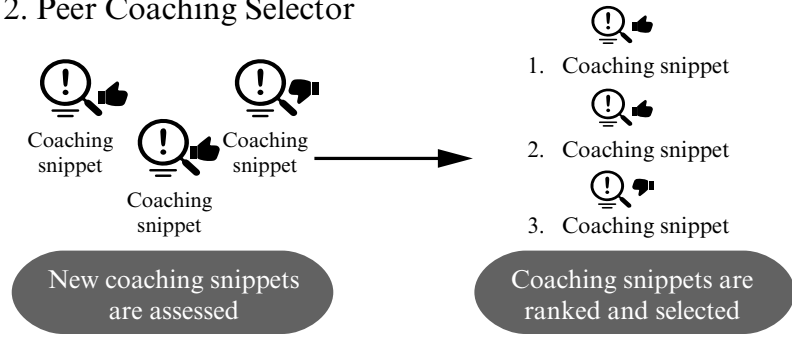 2. Peer Coaching Selector
Coaching
snippet
Coaching
snippet
Coaching
snippet
New coaching snippets
are assessed
1. Coaching snippet
2. Coaching snippet
3. Coaching snippet
Coaching snippets are
ranked and selected